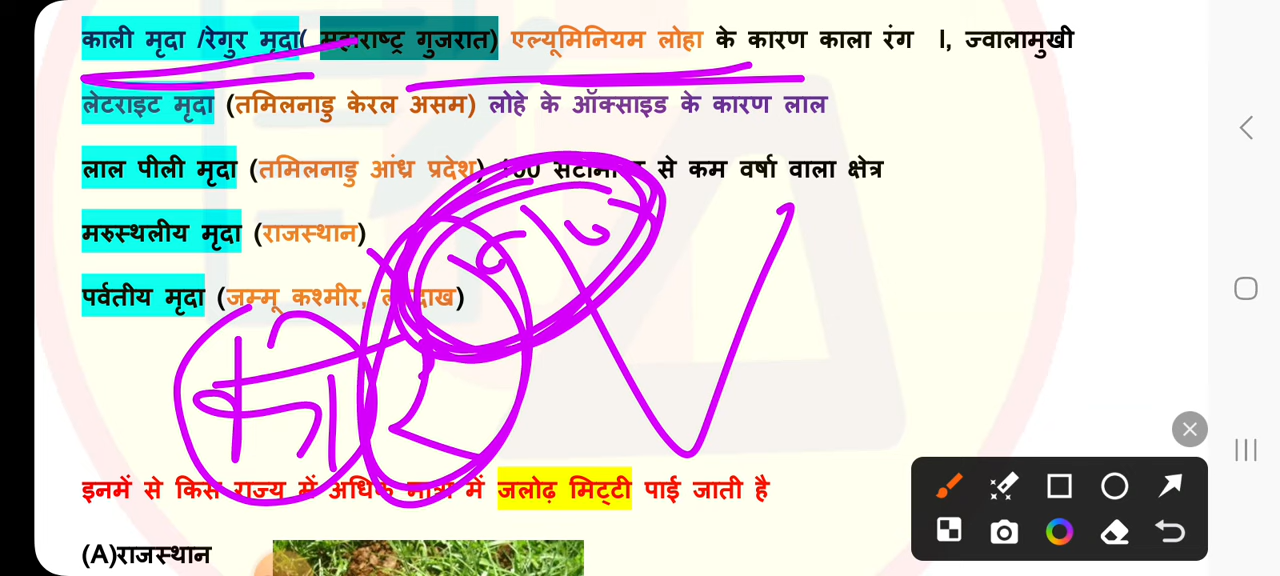 काली मृदा /रेगुर मृदा( महाराष्ट्र गुजरात) एल्यूमिनियम लोहा के कारण काला रंग l, ज्वालामुखी
लेटराइट मृदा (तमिलनाडु केरल असम) लोहे के ऑक्साइड के कारण लाल
लाल पीली मृदा (तमिलनाडु आंध्र प्रदेश) से कम वर्षा वाला क्षेत्र
मरुस्थलीय मृदा (राजस्थान)
पर्वतीय मृदा (जम्मू कश्मीर, लद्दाख)
इनमें से किस राज्य में अधिक मात्रा में जलोढ़ मिट्टी पाई जाती है
(A)राजस्थान